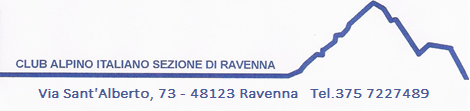 CLUB ALPINO ITALIANO SEZIONE DI RAVENNA
Via Sant'Alberto, 73 - 48123 Ravenna Tel.375 7227489